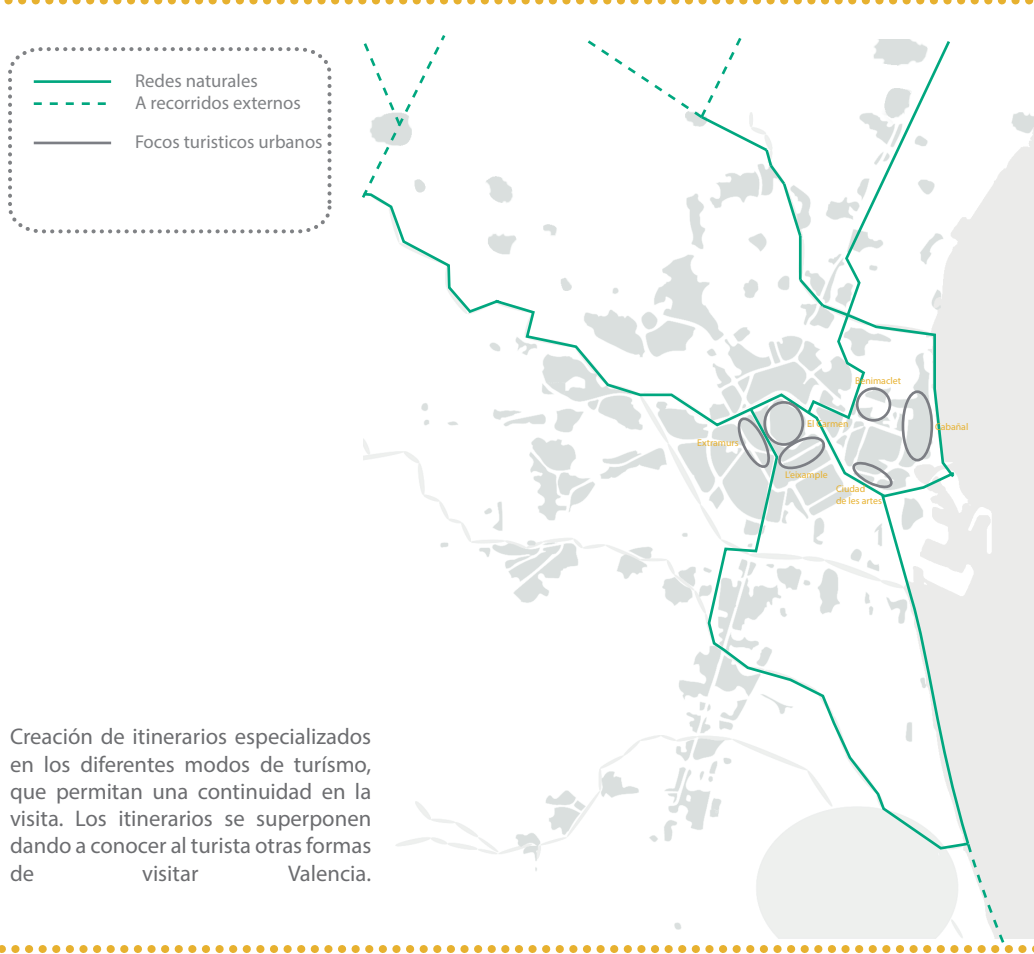 Redes naturales
A recorridos externos
Focos turisticos urbanos
Benimaclet
El Carmen
Cabañal
Extramurs
L'eixample
Ciudad
de les artes
Creación de itinerarios especializados
en los diferentes modos de turísmo,
que permitan una continuidad en la
visita. Los itinerarios se superponen
dando a conocer al turista otras formas
de visitar Valencia.